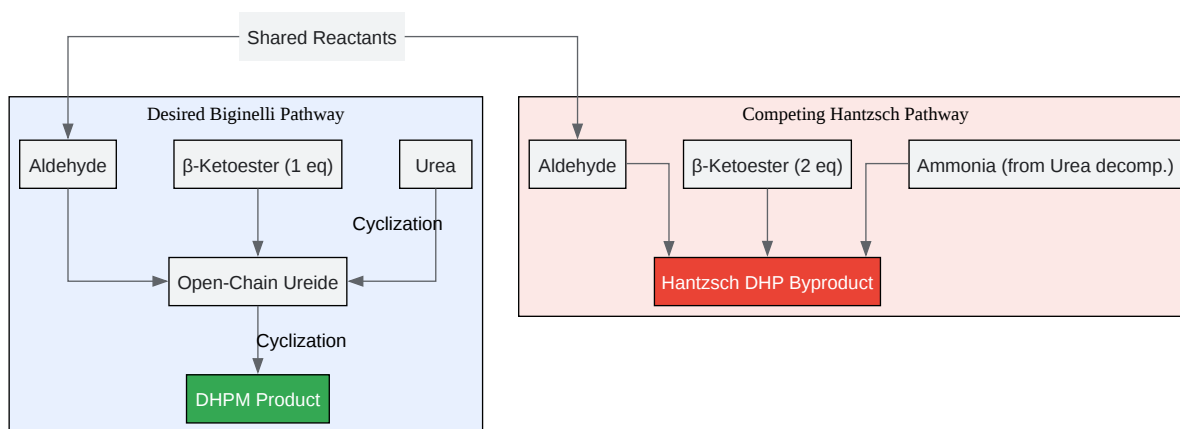 Shared Reactants
Desired Biginelli Pathway
Aldehyde
β-Ketoester (1 eq)
Urea
Cyclization
Open-Chain Ureide
Cyclization
DHPM Product
Competing Hantzsch Pathway
Aldehyde
β-Ketoester (2 eq)
Ammonia (from Urea decomp.)
Hantzsch DHP Byproduct